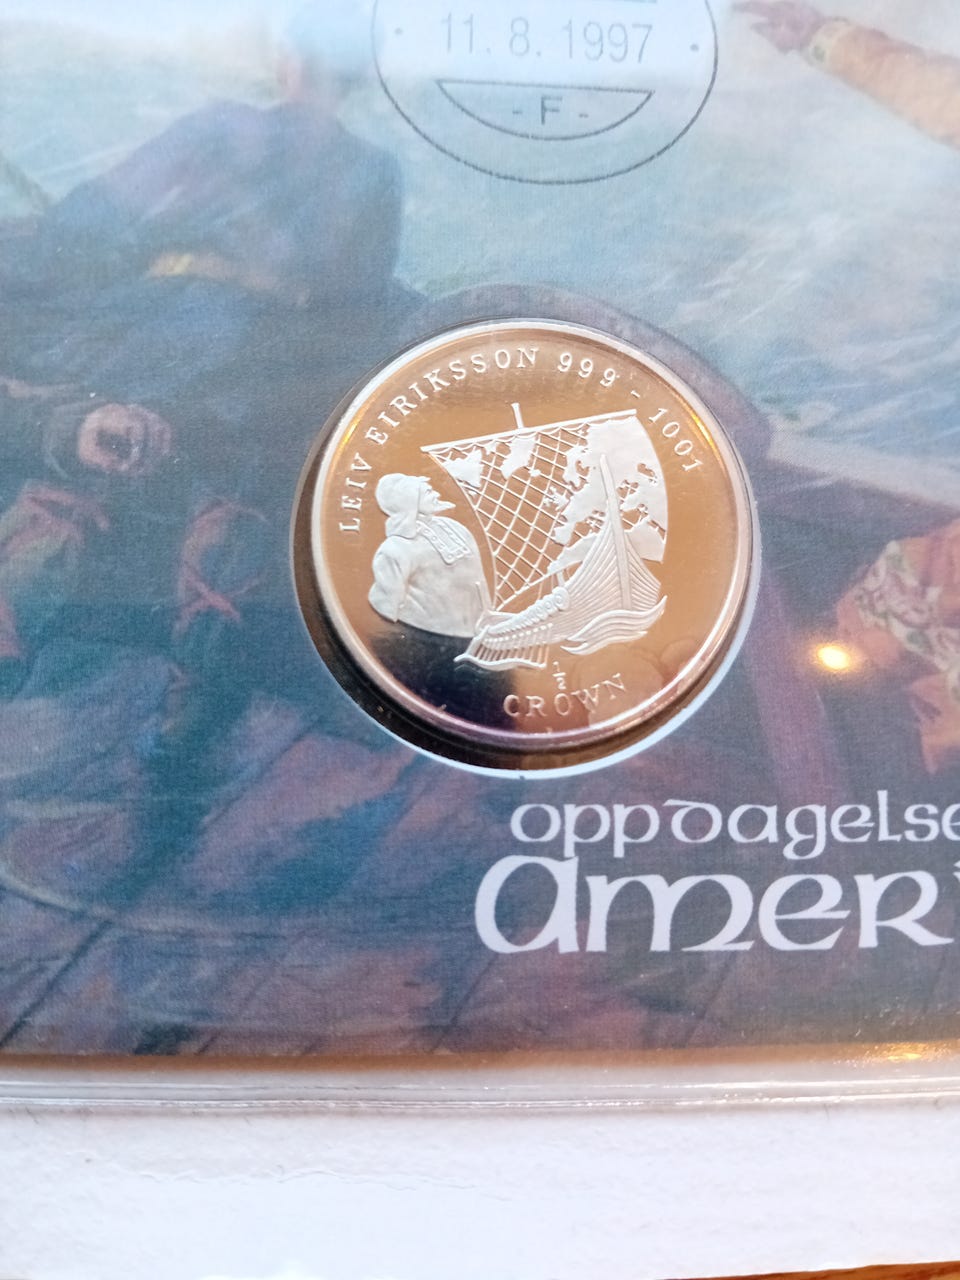 · 11. 8. 1997 ·
- F -
LEIV EIRIKSSON 999 - 1001
1/2
CROWN
oppdagelse
Amer